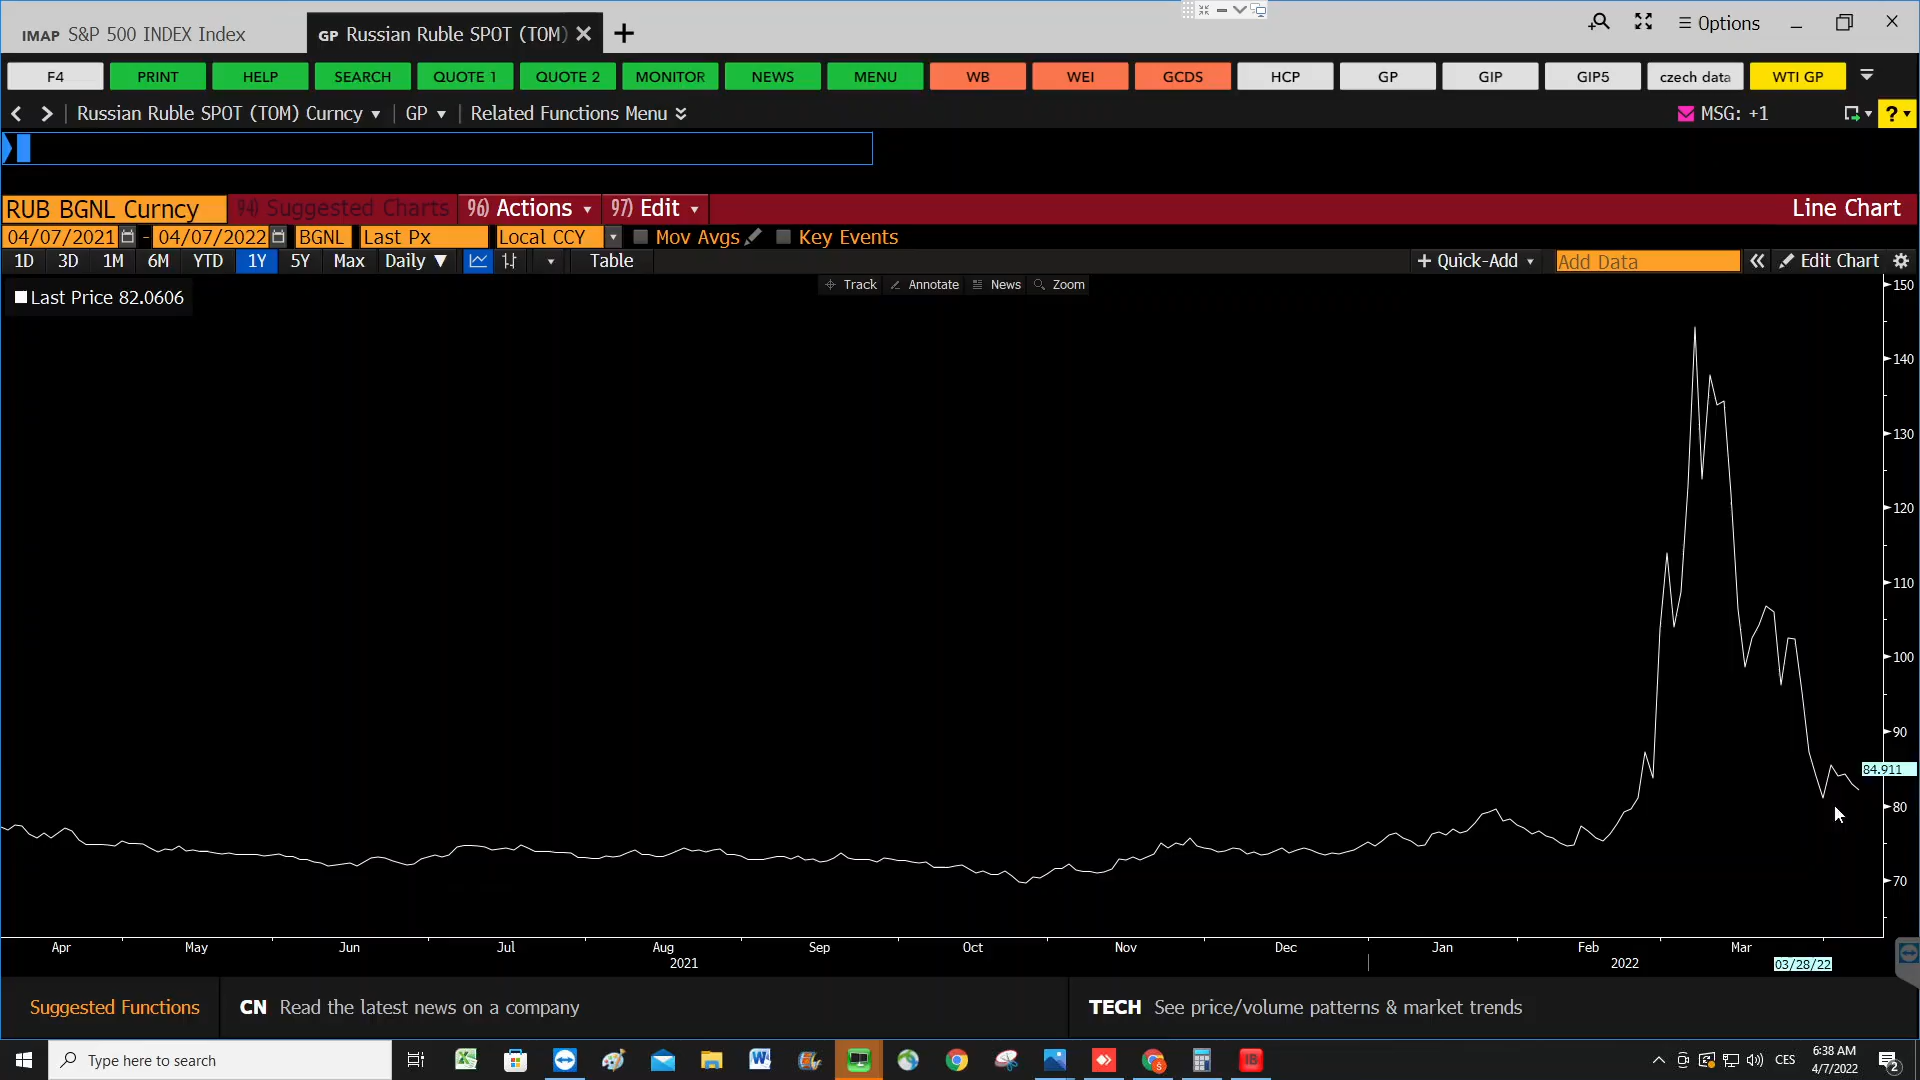 IMAP S&P 500 INDEX Index
GP Russian Ruble SPOT (TOM)
Options
F4 PRINT HELP SEARCH QUOTE 1 QUOTE 2 MONITOR NEWS MENU WB WEI GCDS HCP GP GIP GIP5 czech data WTI GP
Russian Ruble SPOT (TOM) Curncy GP Related Functions Menu MSG: +1 ?
RUB BGNL Curncy 94) Suggested Charts 96) Actions 97) Edit Line Chart
04/07/2021 - 04/07/2022 BGNL Last Px Local CCY Mov Avgs Key Events
1D 3D 1M 6M YTD 1Y 5Y Max Daily ▼ Table + Quick-Add Add Data « Edit Chart
Track Annotate News Zoom
Last Price 82.0606
150
140
130
120
110
100
90
84.911
80
70
Apr May Jun Jul Aug Sep Oct Nov Dec Jan Feb Mar
2021 2022 03/28/22
Suggested Functions CN Read the latest news on a company TECH See price/volume patterns & market trends
Type here to search
IB
CES
6:38 AM
4/7/2022
2